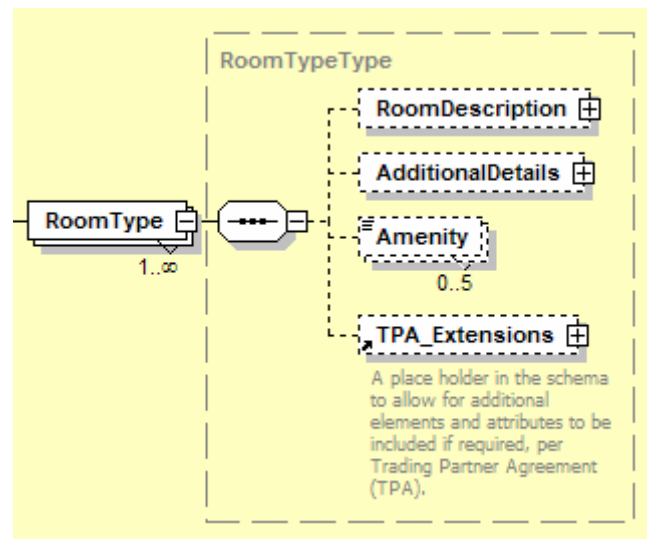 RoomTypeType
RoomDescription
AdditionalDetails
RoomType
1..∞
Amenity
0..5
TPA_Extensions
A place holder in the schema
to allow for additional
elements and attributes to be
included if required, per
Trading Partner Agreement
(TPA).